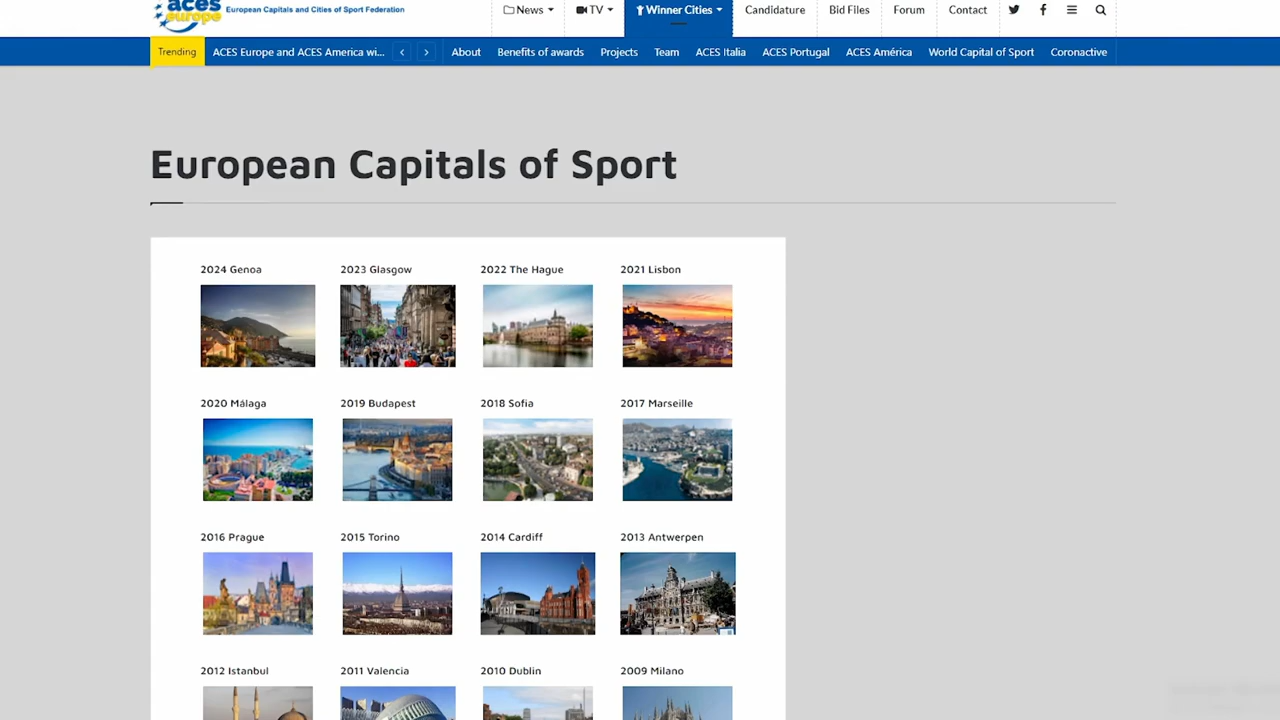 aces
europe
European Capitals and Cities of Sport Federation
News
TV
Winner Cities
Candidature
Bid Files
Forum
Contact
Trending
ACES Europe and ACES America wi...
About
Benefits of awards
Projects
Team
ACES Italia
ACES Portugal
ACES América
World Capital of Sport
Coronactive
European Capitals of Sport
2024 Genoa
2023 Glasgow
2022 The Hague
2021 Lisbon
2020 Málaga
2019 Budapest
2018 Sofia
2017 Marseille
2016 Prague
2015 Torino
2014 Cardiff
2013 Antwerpen
2012 Istanbul
2011 Valencia
2010 Dublin
2009 Milano